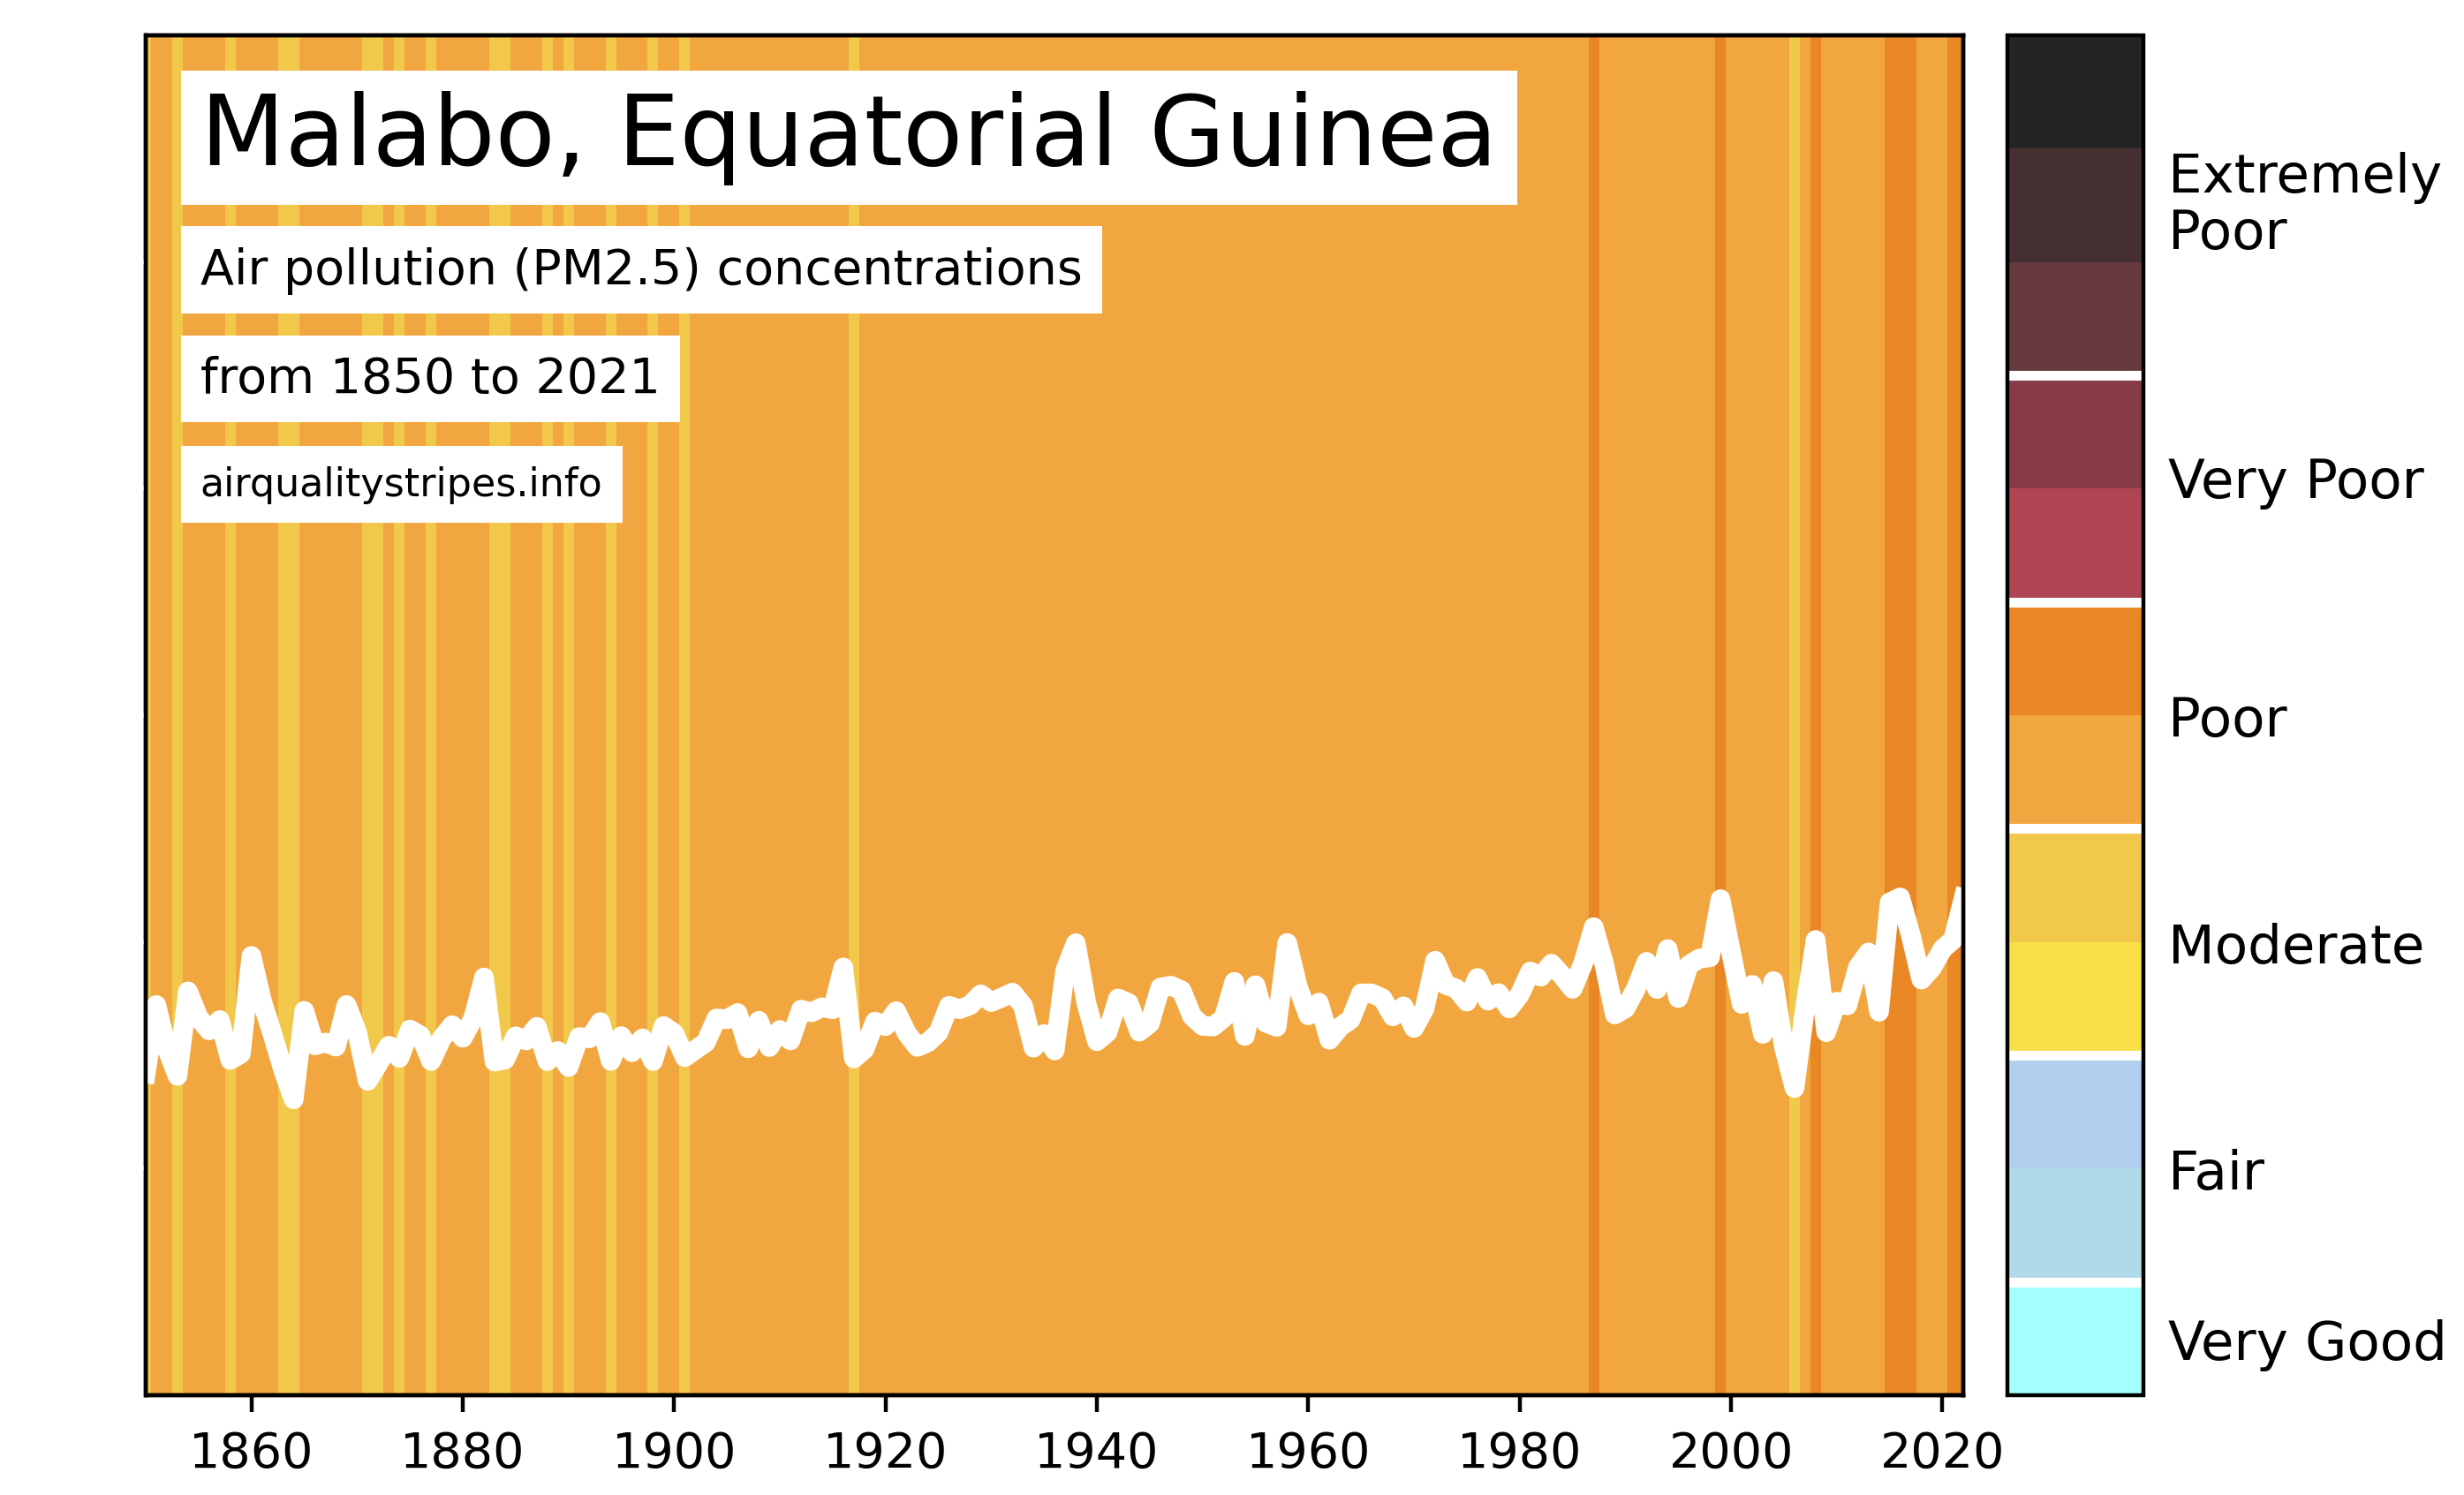 Malabo, Equatorial Guinea
Air pollution (PM2.5) concentrations
from 1850 to 2021
airqualitystripes.info
Extremely
Poor
Very Poor
Poor
Moderate
Fair
Very Good
1860 1880 1900 1920 1940 1960 1980 2000 2020